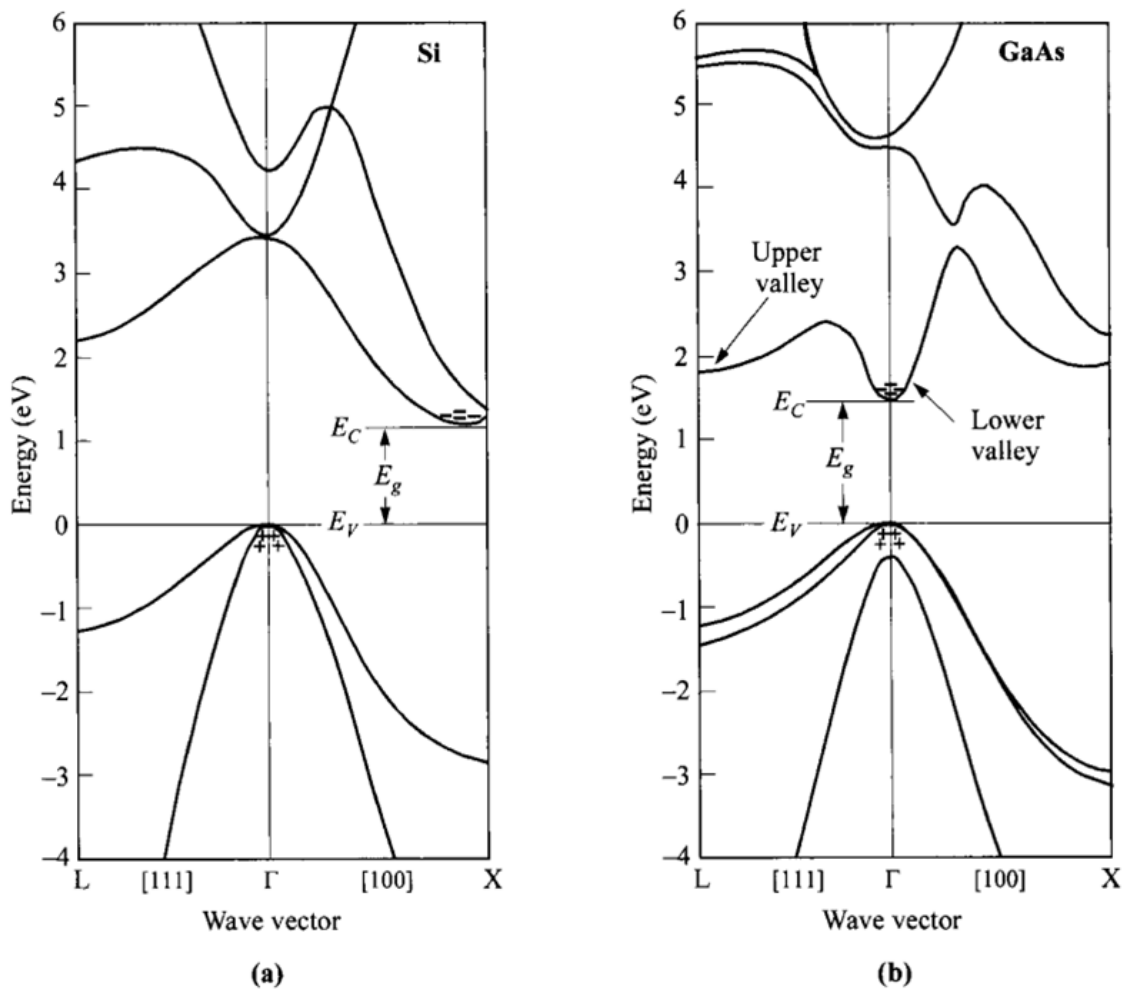 Si
6
5
4
3
2
1
0
−1
−2
−3
−4
Energy (eV)
E_C
E_g
E_V
L [111] Γ [100] X
Wave vector
(a)
GaAs
6
5
4
3
2
1
0
−1
−2
−3
−4
Energy (eV)
Upper
valley
Lower
valley
E_C
E_g
E_V
L [111] Γ [100] X
Wave vector
(b)